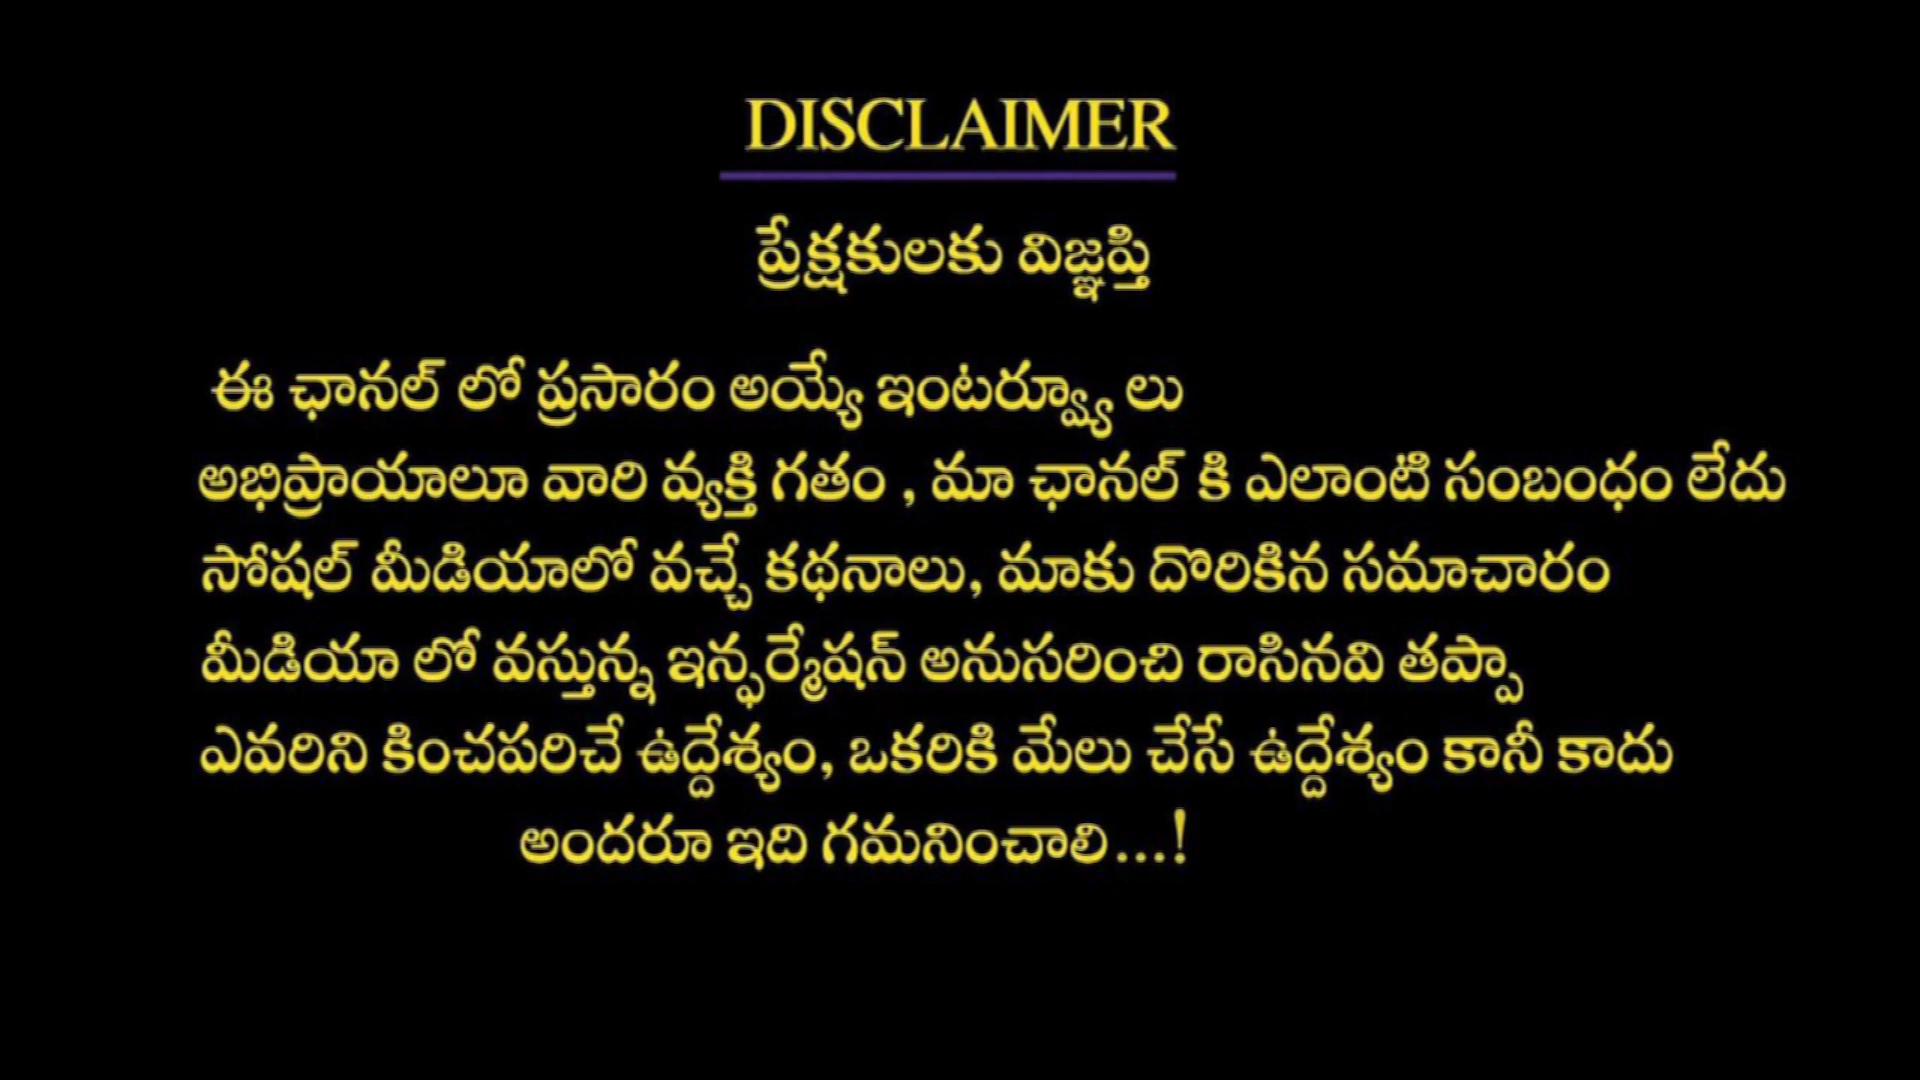 DISCLAIMER
ప్రేక్షకులకు విజ్ఞప్తి
ఈ ఛానల్ లో ప్రసారం అయ్యే ఇంటర్వ్యూ లు
అభిప్రాయాలూ వారి వ్యక్తి గతం , మా ఛానల్ కి ఎలాంటి సంబంధం లేదు
సోషల్ మీడియాలో వచ్చే కథనాలు, మాకు దొరికిన సమాచారం
మీడియా లో వస్తున్న ఇన్ఫర్మేషన్ అనుసరించి రాసినవి తప్పా
ఎవరిని కించపరిచే ఉద్దేశ్యం, ఒకరికి మేలు చేసే ఉద్దేశ్యం కానీ కాదు
అందరూ ఇది గమనించాలి...!